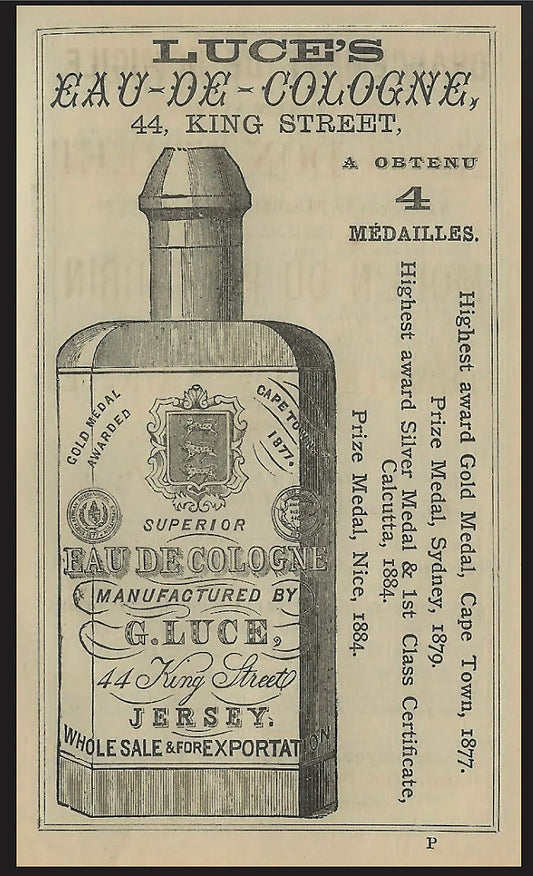 LUCE'S
EAU-DE-COLOGNE,
44, KING STREET,
A OBTENU
4
MÉDAILLES.
Highest award Gold Medal, Cape Town, 1877.
Prize Medal, Sydney, 1879.
Highest award Silver Medal & 1st Class Certificate,
Calcutta, 1884.
Prize Medal, Nice, 1884.
GOLD MEDAL
AWARDED
CAPE TOWN
1877.
SUPERIOR
EAU DE COLOGNE
MANUFACTURED BY
G. LUCE,
44 King Street
JERSEY.
WHOLESALE & FOR EXPORTATION
P